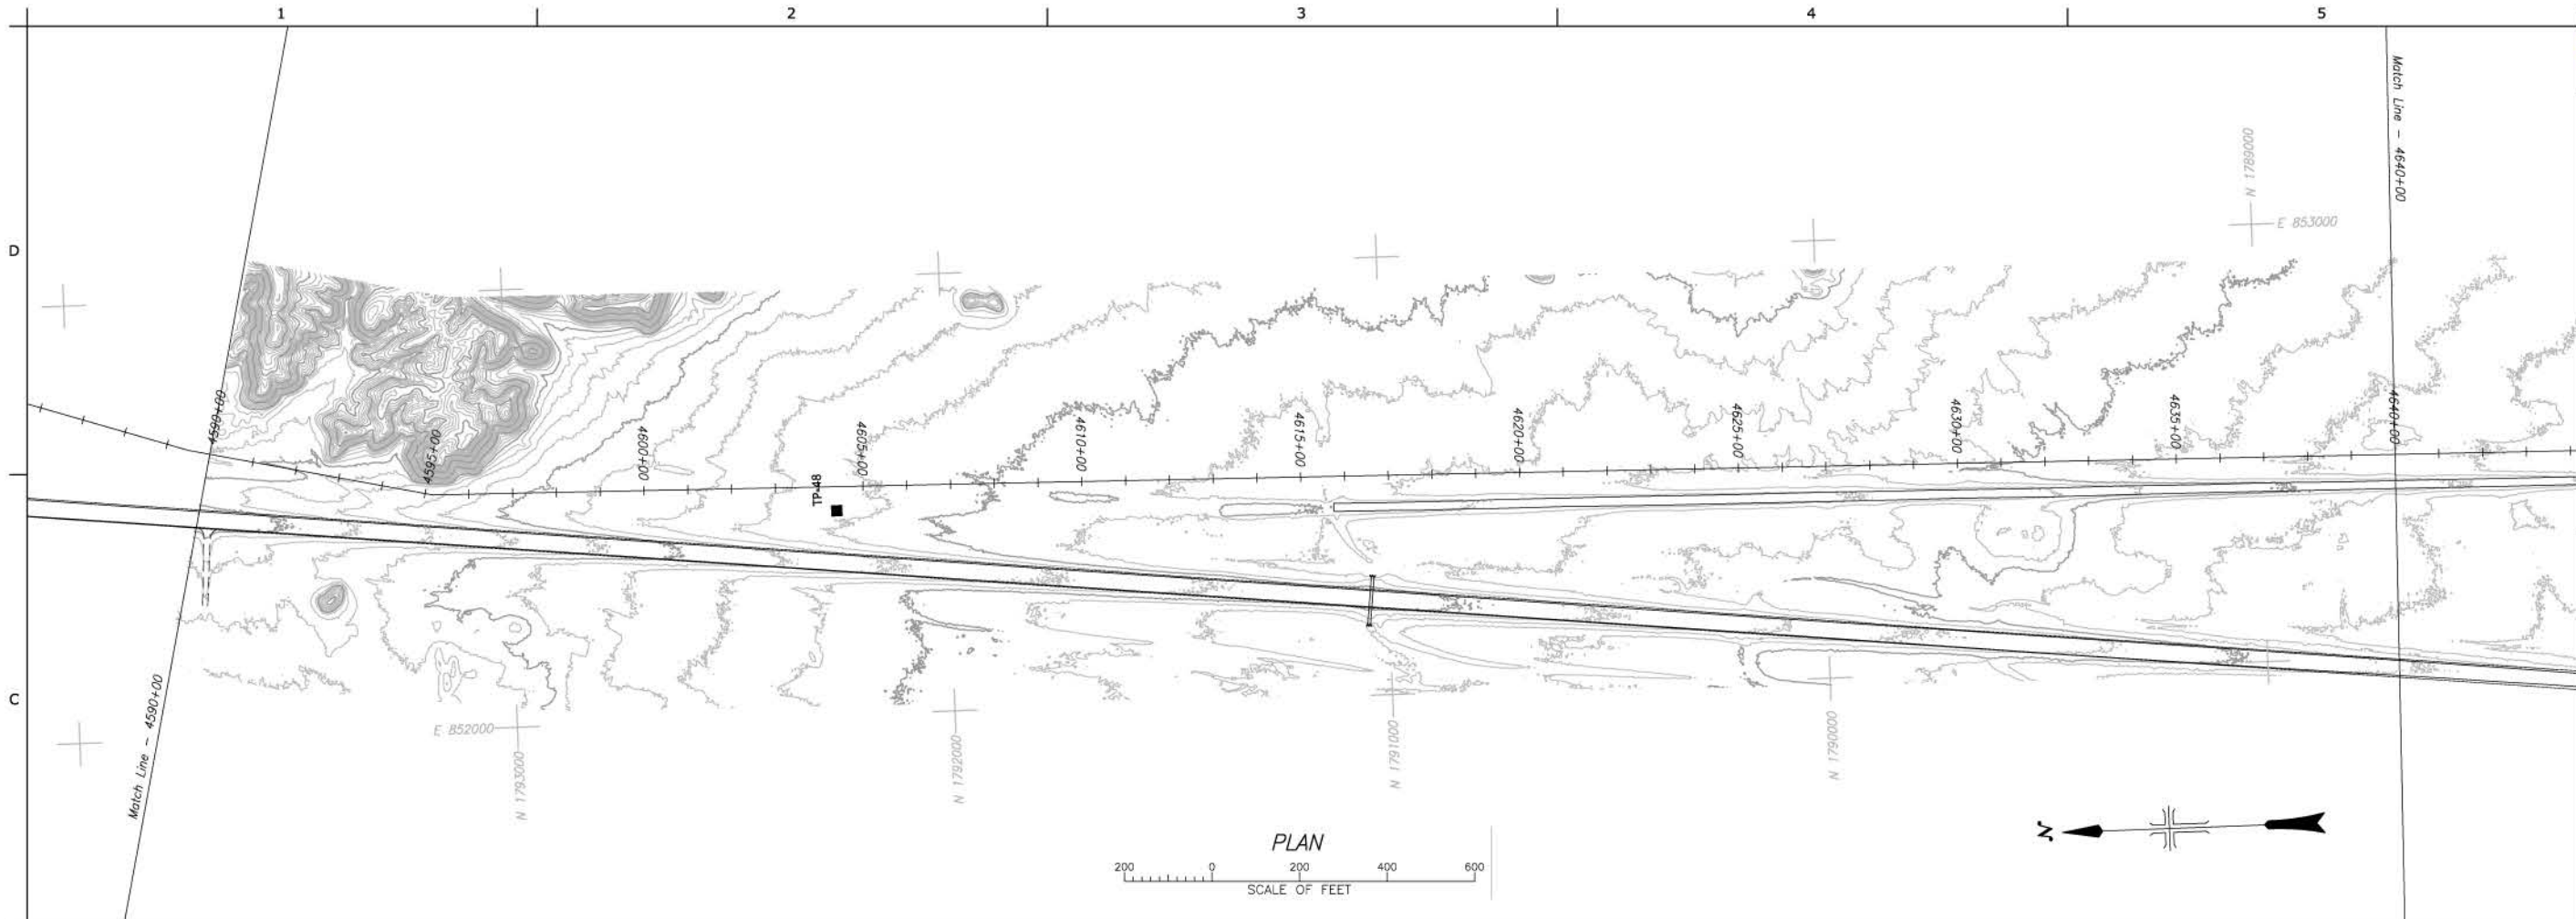 1
2
3
4
5
D
C
Match Line - 4590+00
Match Line - 4640+00
N 1789000
E 853000
4590+00
4595+00
4600+00
4605+00
4610+00
4615+00
4620+00
4625+00
4630+00
4635+00
4640+00
TP-48
E 852000
N 1793000
N 1792000
N 1791000
N 1790000
N
PLAN
200 0 200 400 600
SCALE OF FEET